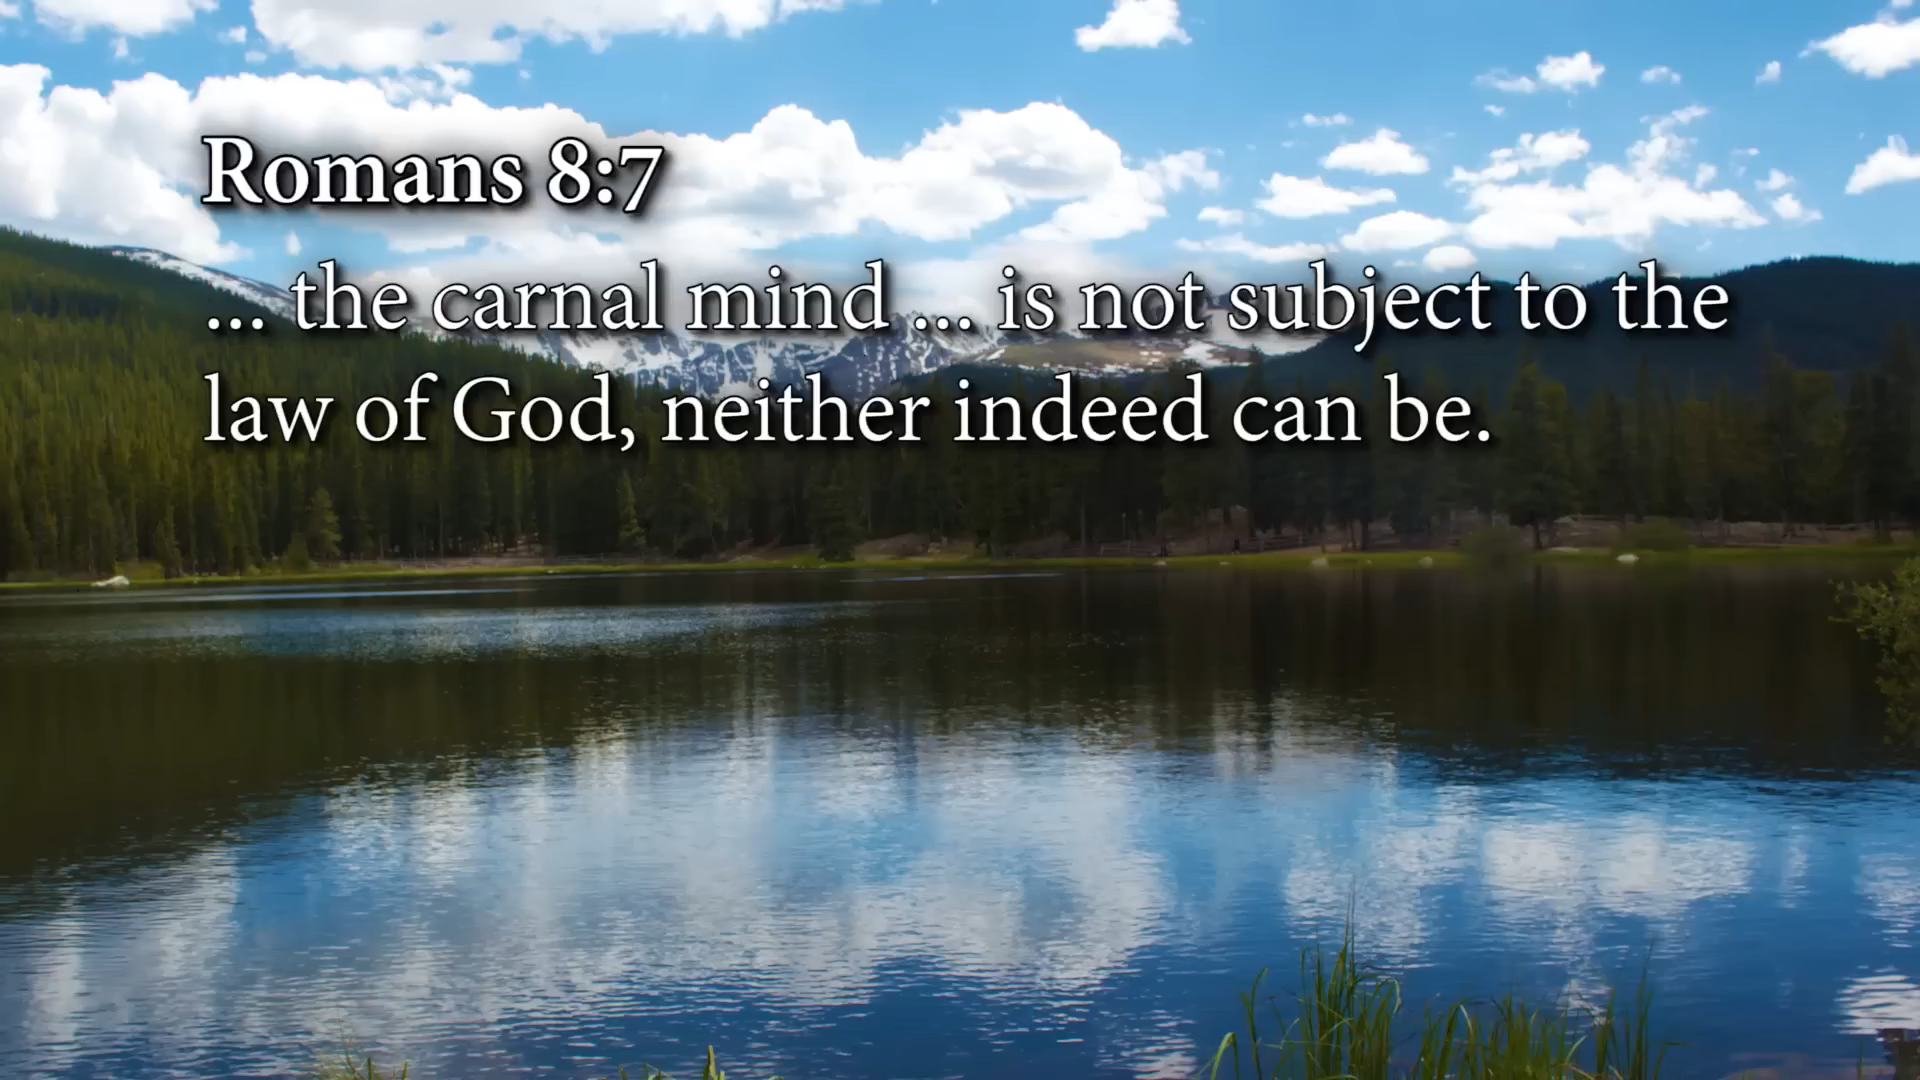 Romans 8:7
... the carnal mind ... is not subject to the
law of God, neither indeed can be.